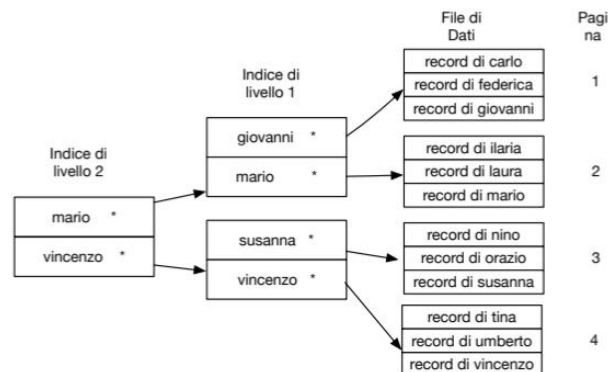 File di
Dati
Pagi
na
Indice di
livello 1
Indice di
livello 2
mario *
vincenzo *
giovanni *
mario *
susanna *
vincenzo *
record di carlo
record di federica
record di giovanni
1
record di ilaria
record di laura
record di mario
2
record di nino
record di orazio
record di susanna
3
record di tina
record di umberto
record di vincenzo
4